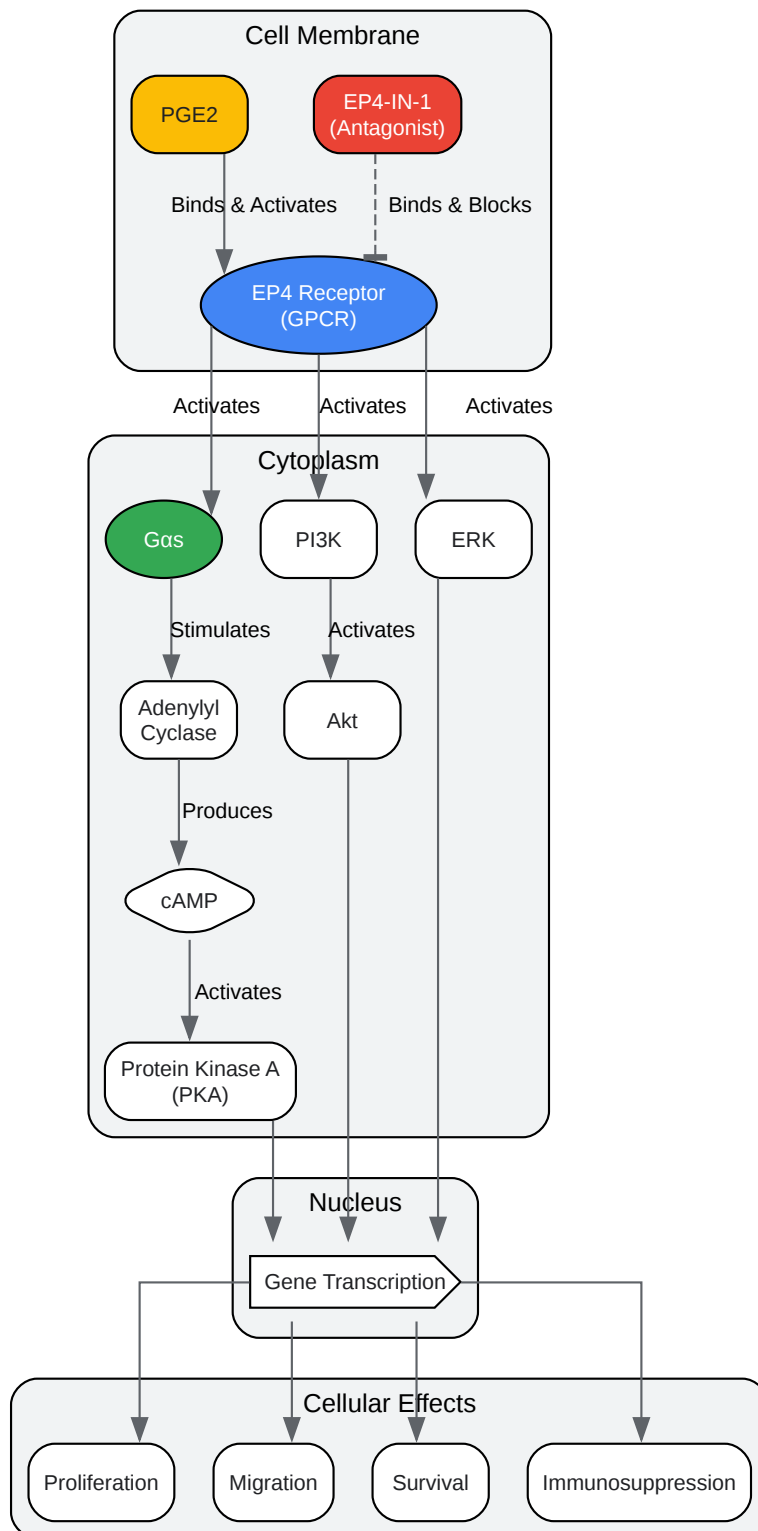 Cell Membrane
PGE2
EP4-IN-1
(Antagonist)
Binds & Activates
Binds & Blocks
EP4 Receptor
(GPCR)
Activates
Activates
Activates
Cytoplasm
Gαs
PI3K
ERK
Stimulates
Activates
Adenylyl
Cyclase
Akt
Produces
cAMP
Activates
Protein Kinase A
(PKA)
Nucleus
Gene Transcription
Cellular Effects
Proliferation
Migration
Survival
Immunosuppression